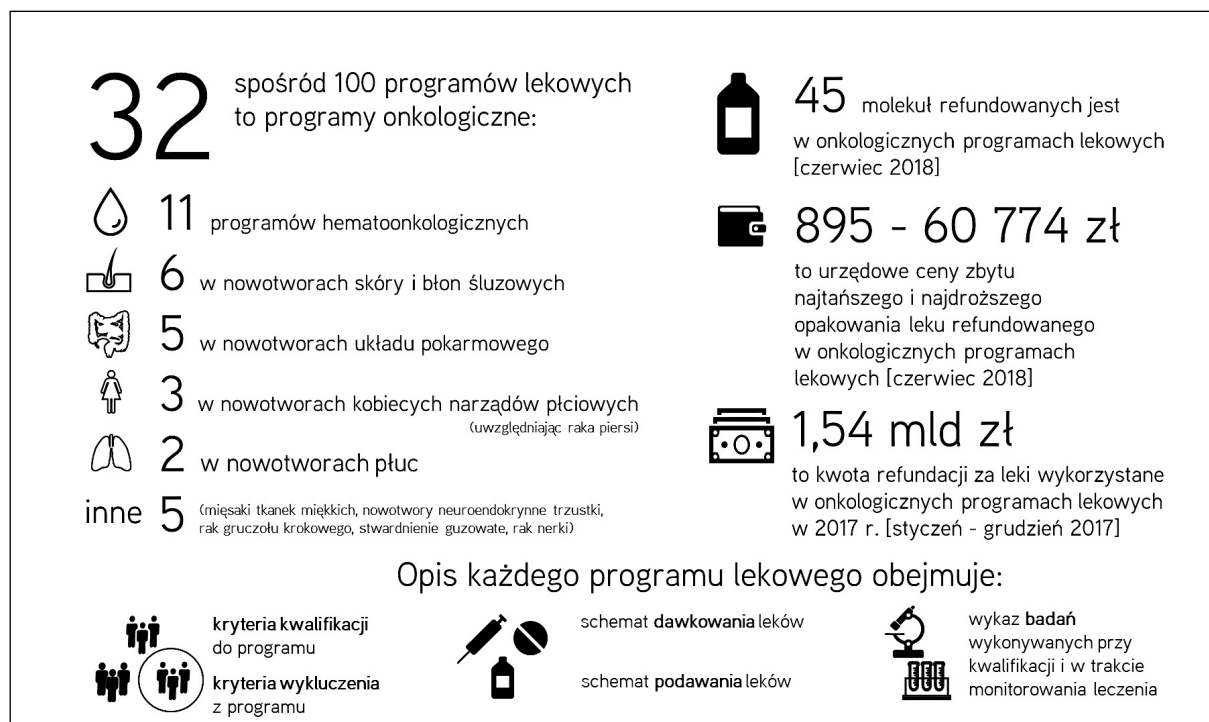 32
spośród 100 programów lekowych
to programy onkologiczne:
11 programów hematoonkologicznych
6 w nowotworach skóry i błon śluzowych
5 w nowotworach układu pokarmowego
3 w nowotworach kobiecych narządów płciowych
(uwzględniając raka piersi)
2 w nowotworach płuc
inne 5 (mięsaki tkanek miękkich, nowotwory neuroendokrynne trzustki,
rak gruczołu krokowego, stwardnienie guzowate, rak nerki)
45 molekuł refundowanych jest
w onkologicznych programach lekowych
[czerwiec 2018]
895 - 60 774 zł
to urzędowe ceny zbytu
najtańszego i najdroższego
opakowania leku refundowanego
w onkologicznych programach
lekowych [czerwiec 2018]
1,54 mld zł
to kwota refundacji za leki wykorzystane
w onkologicznych programach lekowych
w 2017 r. [styczeń - grudzień 2017]
Opis każdego programu lekowego obejmuje:
kryteria kwalifikacji
do programu
kryteria wykluczenia
z programu
schemat dawkowania leków
schemat podawania leków
wykaz badań
wykonywanych przy
kwalifikacji i w trakcie
monitorowania leczenia